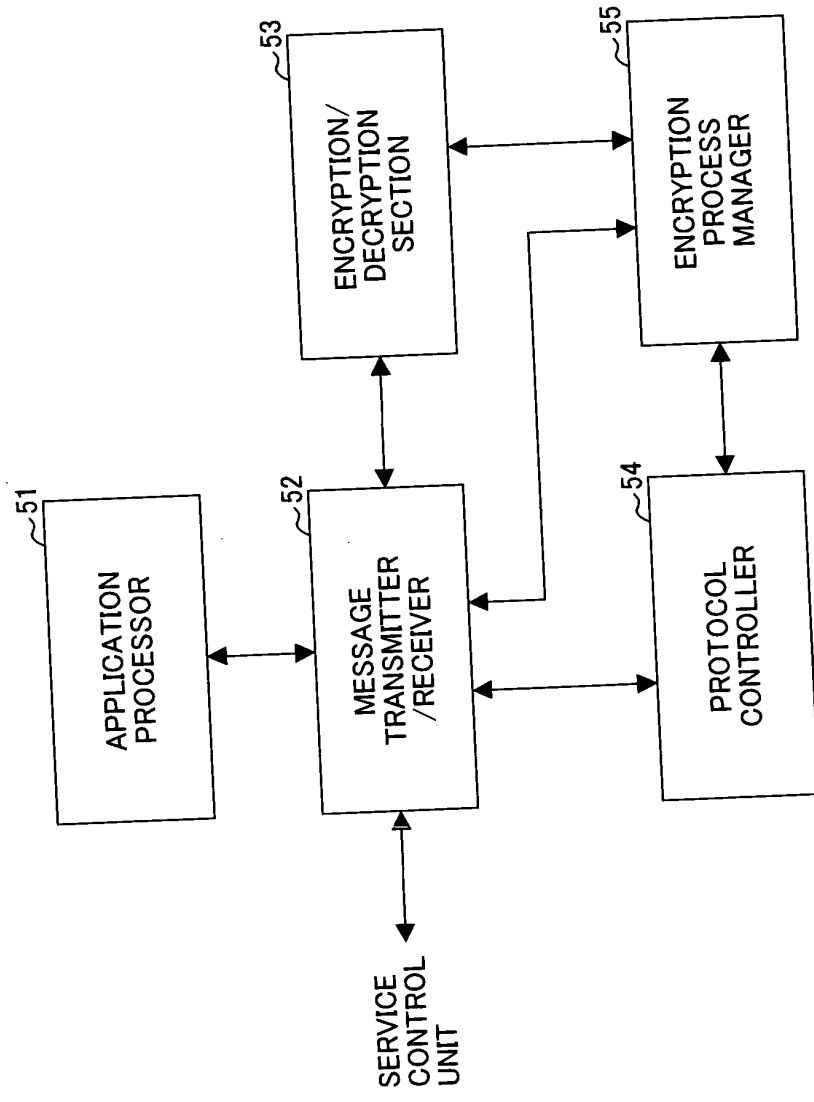 51
APPLICATION
PROCESSOR
SERVICE
CONTROL
UNIT
52
MESSAGE
TRANSMITTER
/RECEIVER
53
ENCRYPTION/
DECRYPTION
SECTION
54
PROTOCOL
CONTROLLER
55
ENCRYPTION
PROCESS
MANAGER